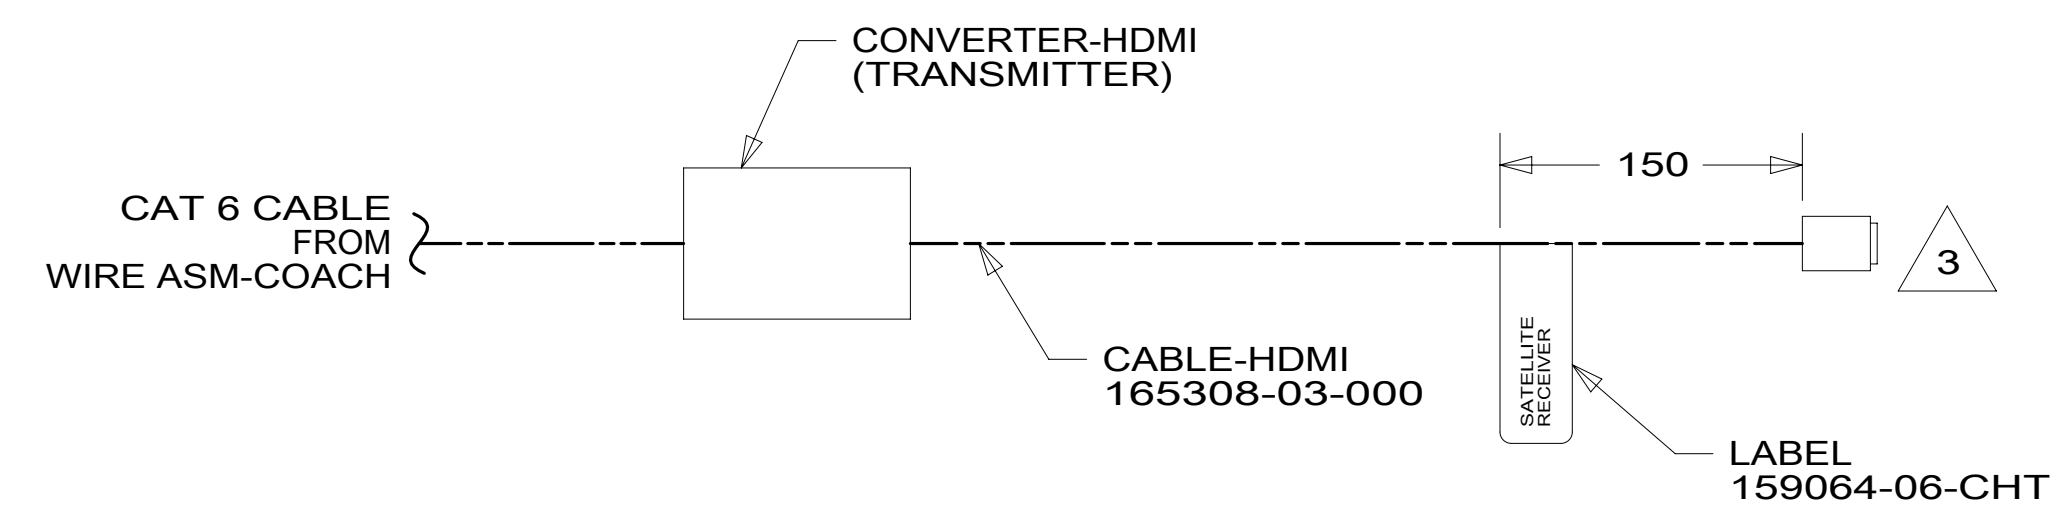 CONVERTER-HDMI
(TRANSMITTER)
150
CAT 6 CABLE
FROM
WIRE ASM-COACH
3
CABLE-HDMI
165308-03-000
SATELLITE
RECEIVER
LABEL
159064-06-CHT